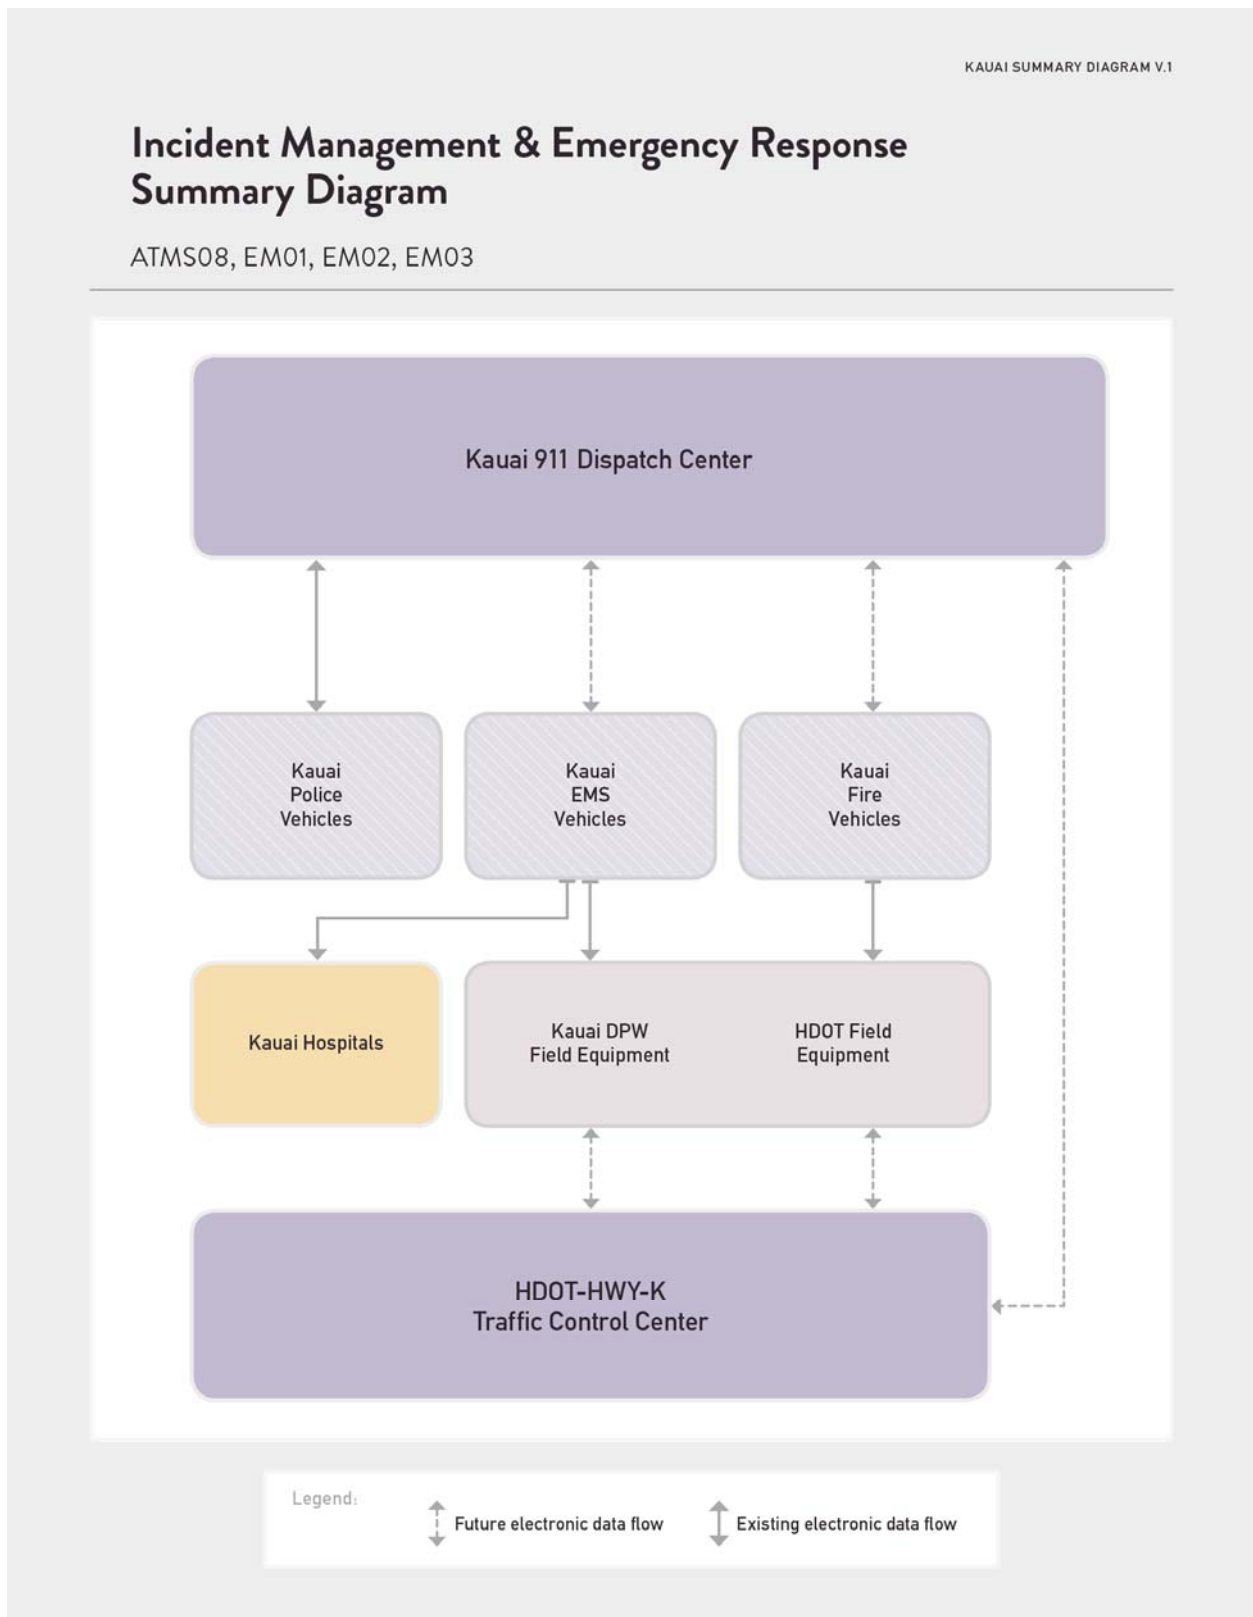 KAUAI SUMMARY DIAGRAM V.1
Incident Management & Emergency Response
Summary Diagram
ATMS08, EM01, EM02, EM03
Kauai 911 Dispatch Center
Kauai
Police
Vehicles
Kauai
EMS
Vehicles
Kauai
Fire
Vehicles
Kauai Hospitals
Kauai DPW
Field Equipment
HDOT Field
Equipment
HDOT-HWY-K
Traffic Control Center
Legend:
Future electronic data flow
Existing electronic data flow